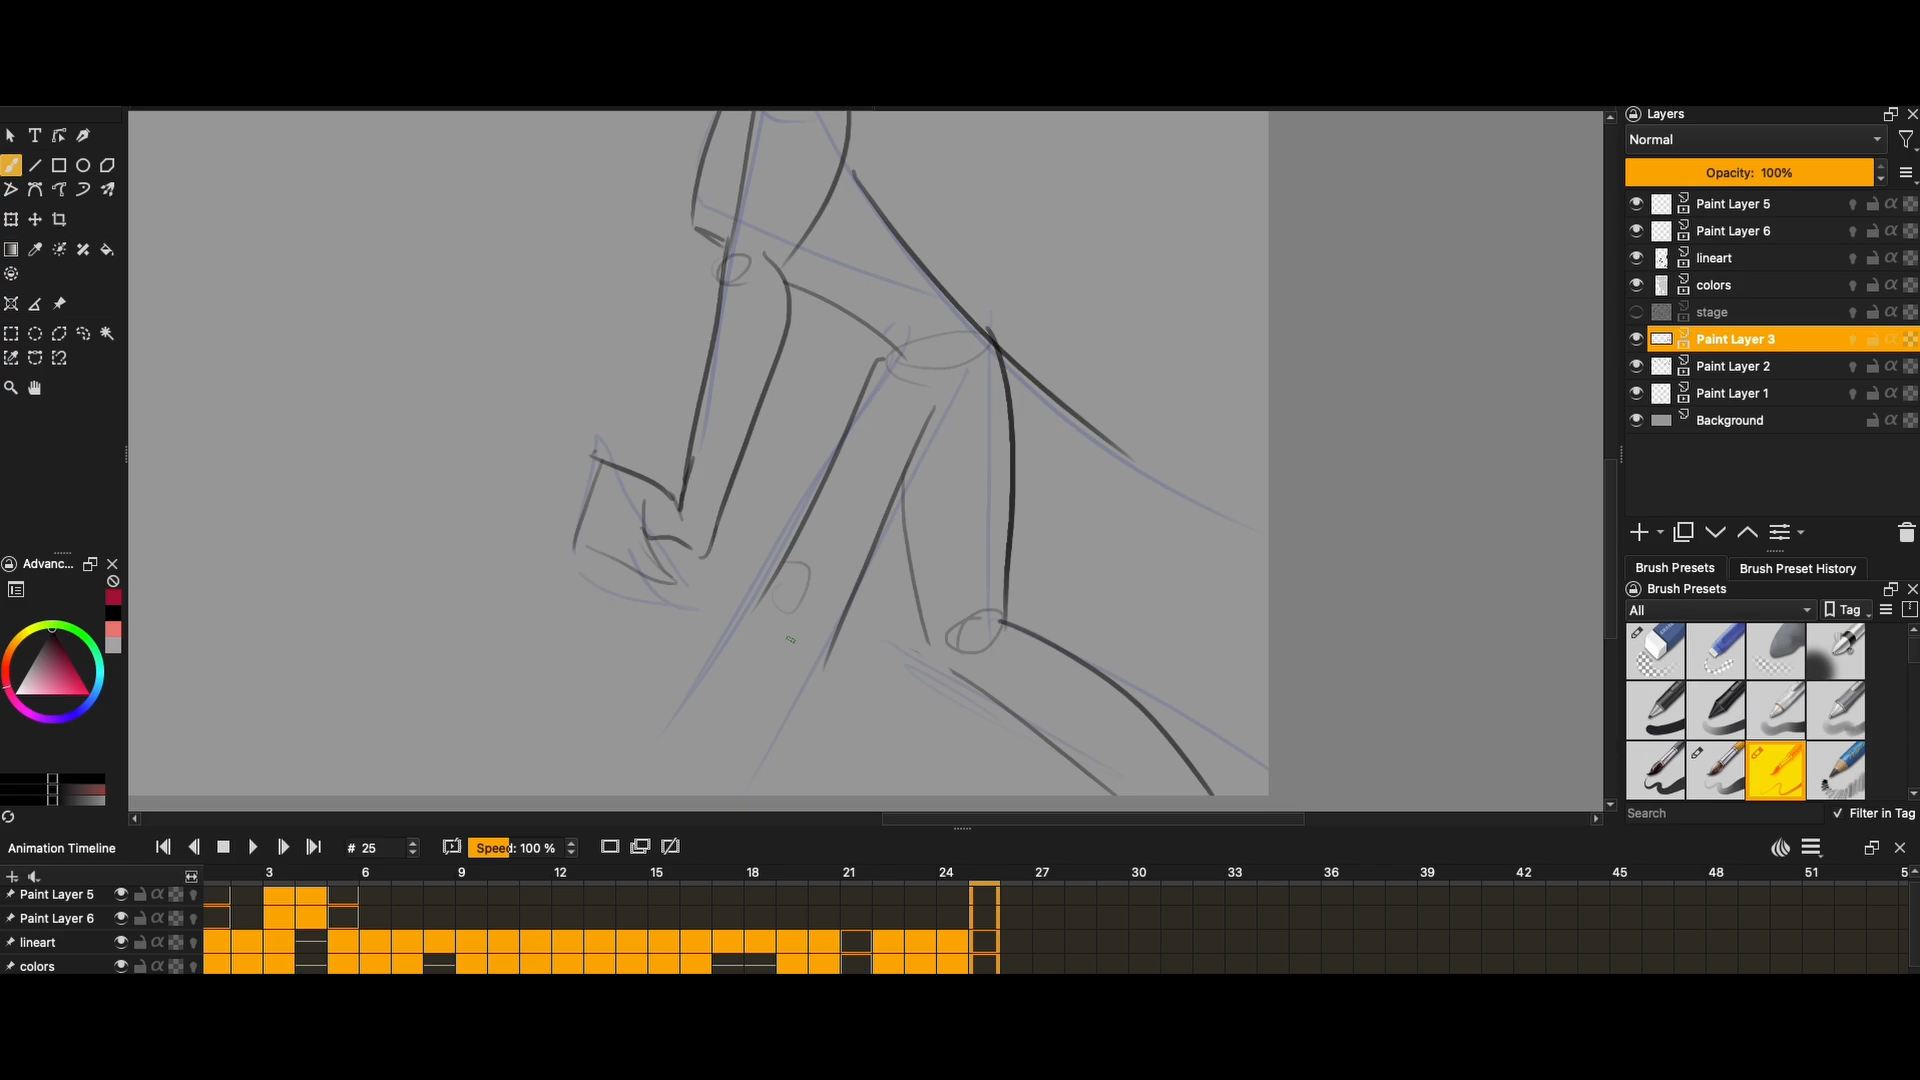 Layers
Normal
Opacity: 100%
Paint Layer 5
Paint Layer 6
lineart
colors
stage
Paint Layer 3
Paint Layer 2
Paint Layer 1
Background
Advanc...
Brush Presets
Brush Preset History
Brush Presets
All
Tag
Search
Filter in Tag
Animation Timeline
# 25
Speed: 100 %
3 6 9 12 15 18 21 24 27 30 33 36 39 42 45 48 51 5
Paint Layer 5
Paint Layer 6
lineart
colors